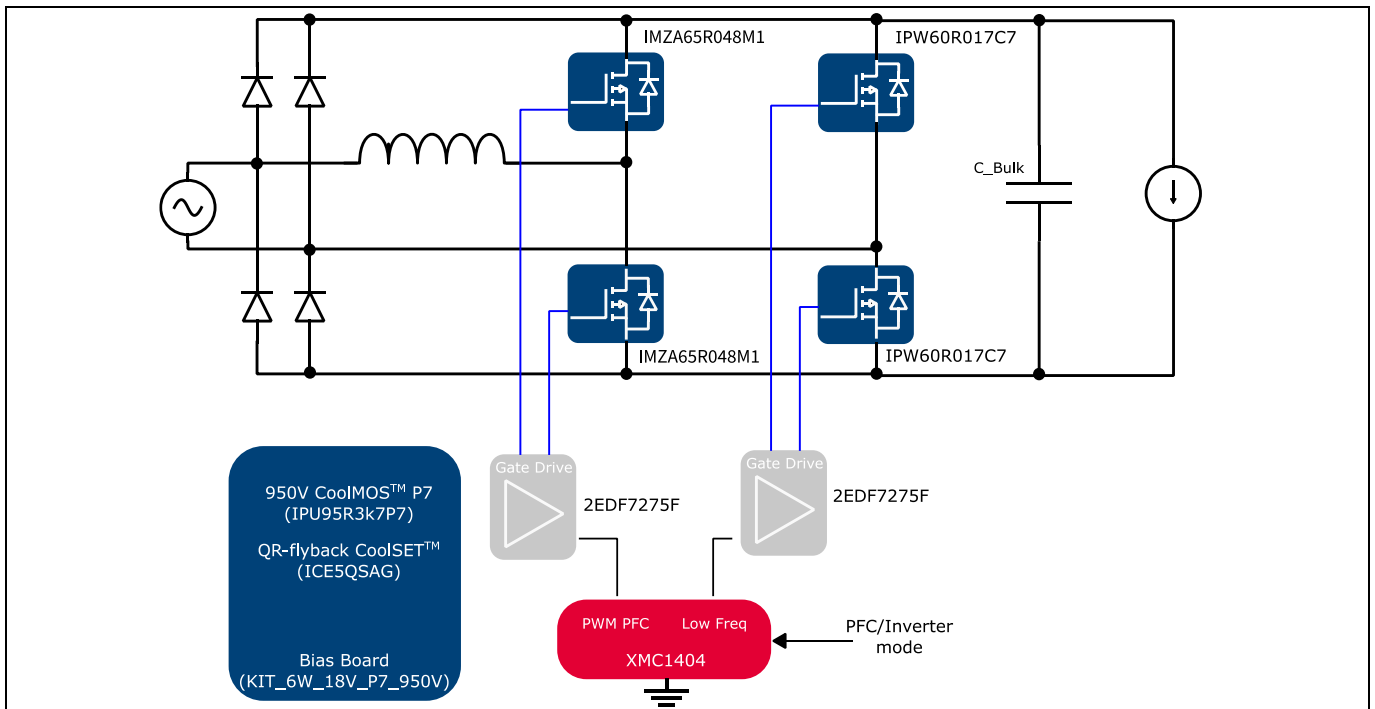 IMZA65R048M1
IPW60R017C7
C_Bulk
IMZA65R048M1
IPW60R017C7
Gate Drive
2EDF7275F
Gate Drive
2EDF7275F
950V CoolMOS™ P7
(IPU95R3k7P7)
QR-flyback CoolSET™
(ICE5QSAG)
Bias Board
(KIT_6W_18V_P7_950V)
PWM PFC
Low Freq
XMC1404
PFC/Inverter
mode